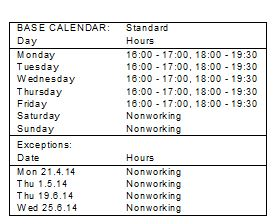 BASE CALENDAR: Standard
Day Hours
Monday 16:00 - 17:00, 18:00 - 19:30
Tuesday 16:00 - 17:00, 18:00 - 19:30
Wednesday 16:00 - 17:00, 18:00 - 19:30
Thursday 16:00 - 17:00, 18:00 - 19:30
Friday 16:00 - 17:00, 18:00 - 19:30
Saturday Nonworking
Sunday Nonworking
Exceptions:
Date Hours
Mon 21.4.14 Nonworking
Thu 1.5.14 Nonworking
Thu 19.6.14 Nonworking
Wed 25.6.14 Nonworking